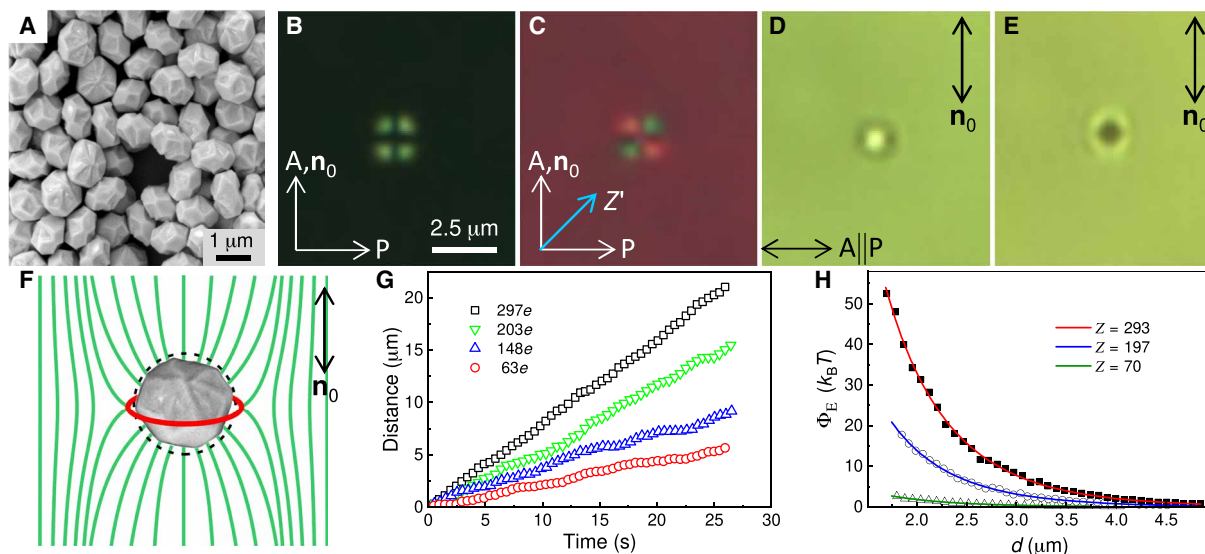 A
1 μm
B
A,n₀
P
2.5 μm
C
A,n₀
Z'
P
D
n₀
A||P
E
n₀
F
n₀
G
Distance (μm)
20
15
10
5
0
297e
203e
148e
63e
0 5 10 15 20 25 30
Time (s)
H
Φ_E (k_BT)
50
40
30
20
10
0
Z = 293
Z = 197
Z = 70
2.0 2.5 3.0 3.5 4.0 4.5
d (μm)